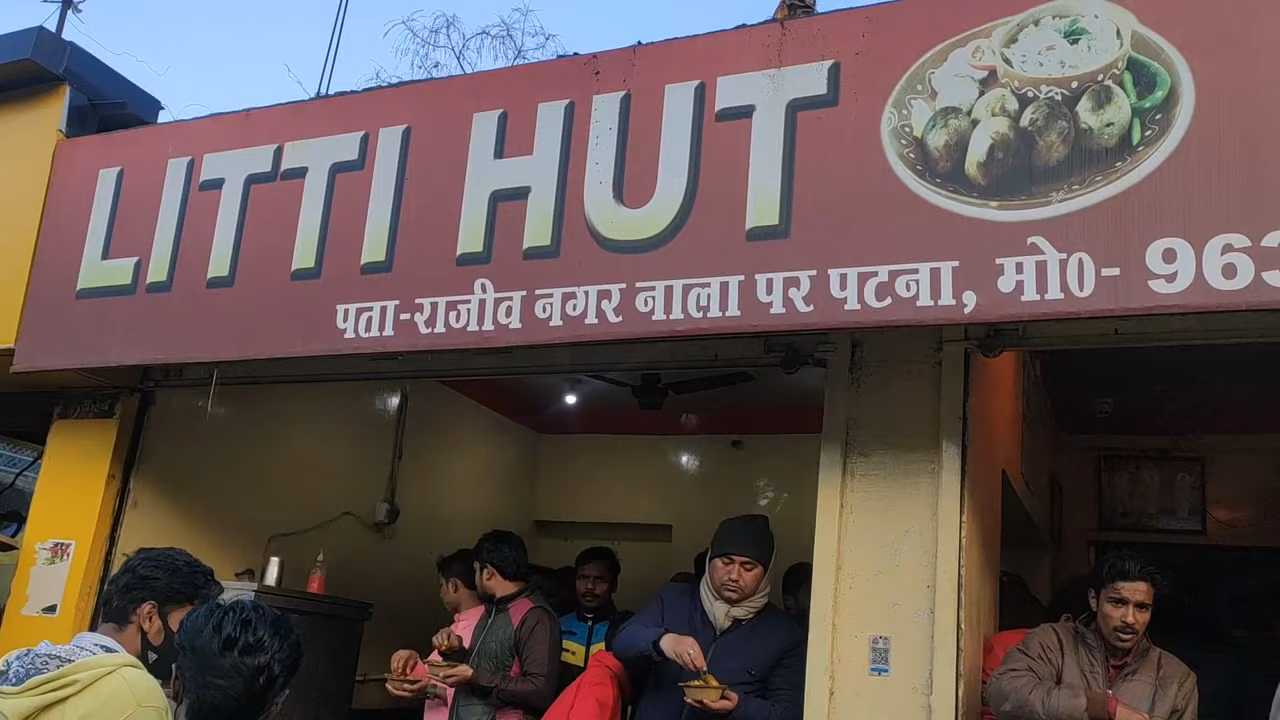 LITTI HUT
पता-राजीव नगर नाला पर पटना, मो0- 963